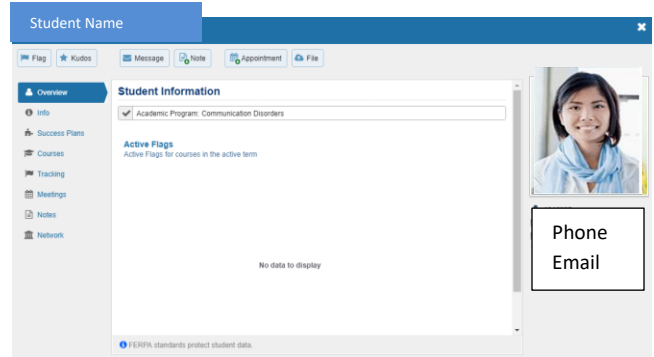 Student Name
Flag Kudos Message Note Appointment File
Overview
Info
Success Plans
Courses
Tracking
Meetings
Notes
Network
Student Information
Academic Program: Communication Disorders
Active Flags
Active Flags for courses in the active term
No data to display
FERPA standards protect student data.
Phone
Email